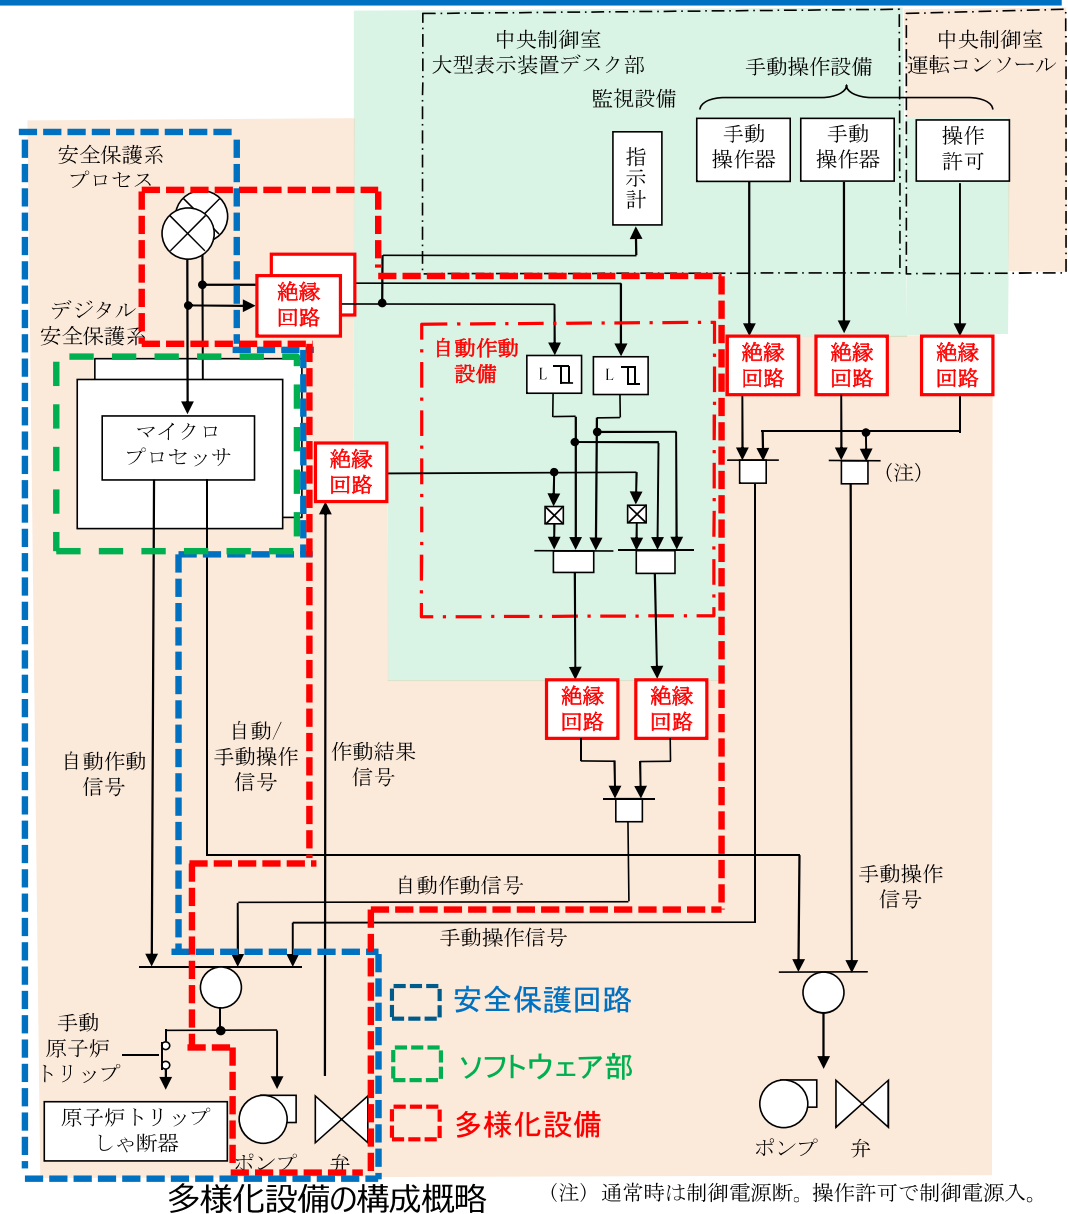 中央制御室
大型表示装置デスク部
中央制御室
運転コンソール
手動操作設備
監視設備
指
示
計
手動
操作器
手動
操作器
操作
許可
安全保護系
プロセス
絶縁
回路
デジタル
安全保護系
自動作動
設備
L
L
絶縁
回路
絶縁
回路
絶縁
回路
マイクロ
プロセッサ
絶縁
回路
(注)
絶縁
回路
絶縁
回路
自動作動
信号
自動/
手動操作
信号
作動結果
信号
自動作動信号
手動操作
信号
手動操作信号
手動
原子炉
トリップ
安全保護回路
ソフトウェア部
多様化設備
原子炉トリップ
しゃ断器
ポンプ
弁
ポンプ
弁
多様化設備の構成概略
(注) 通常時は制御電源断。操作許可で制御電源入。